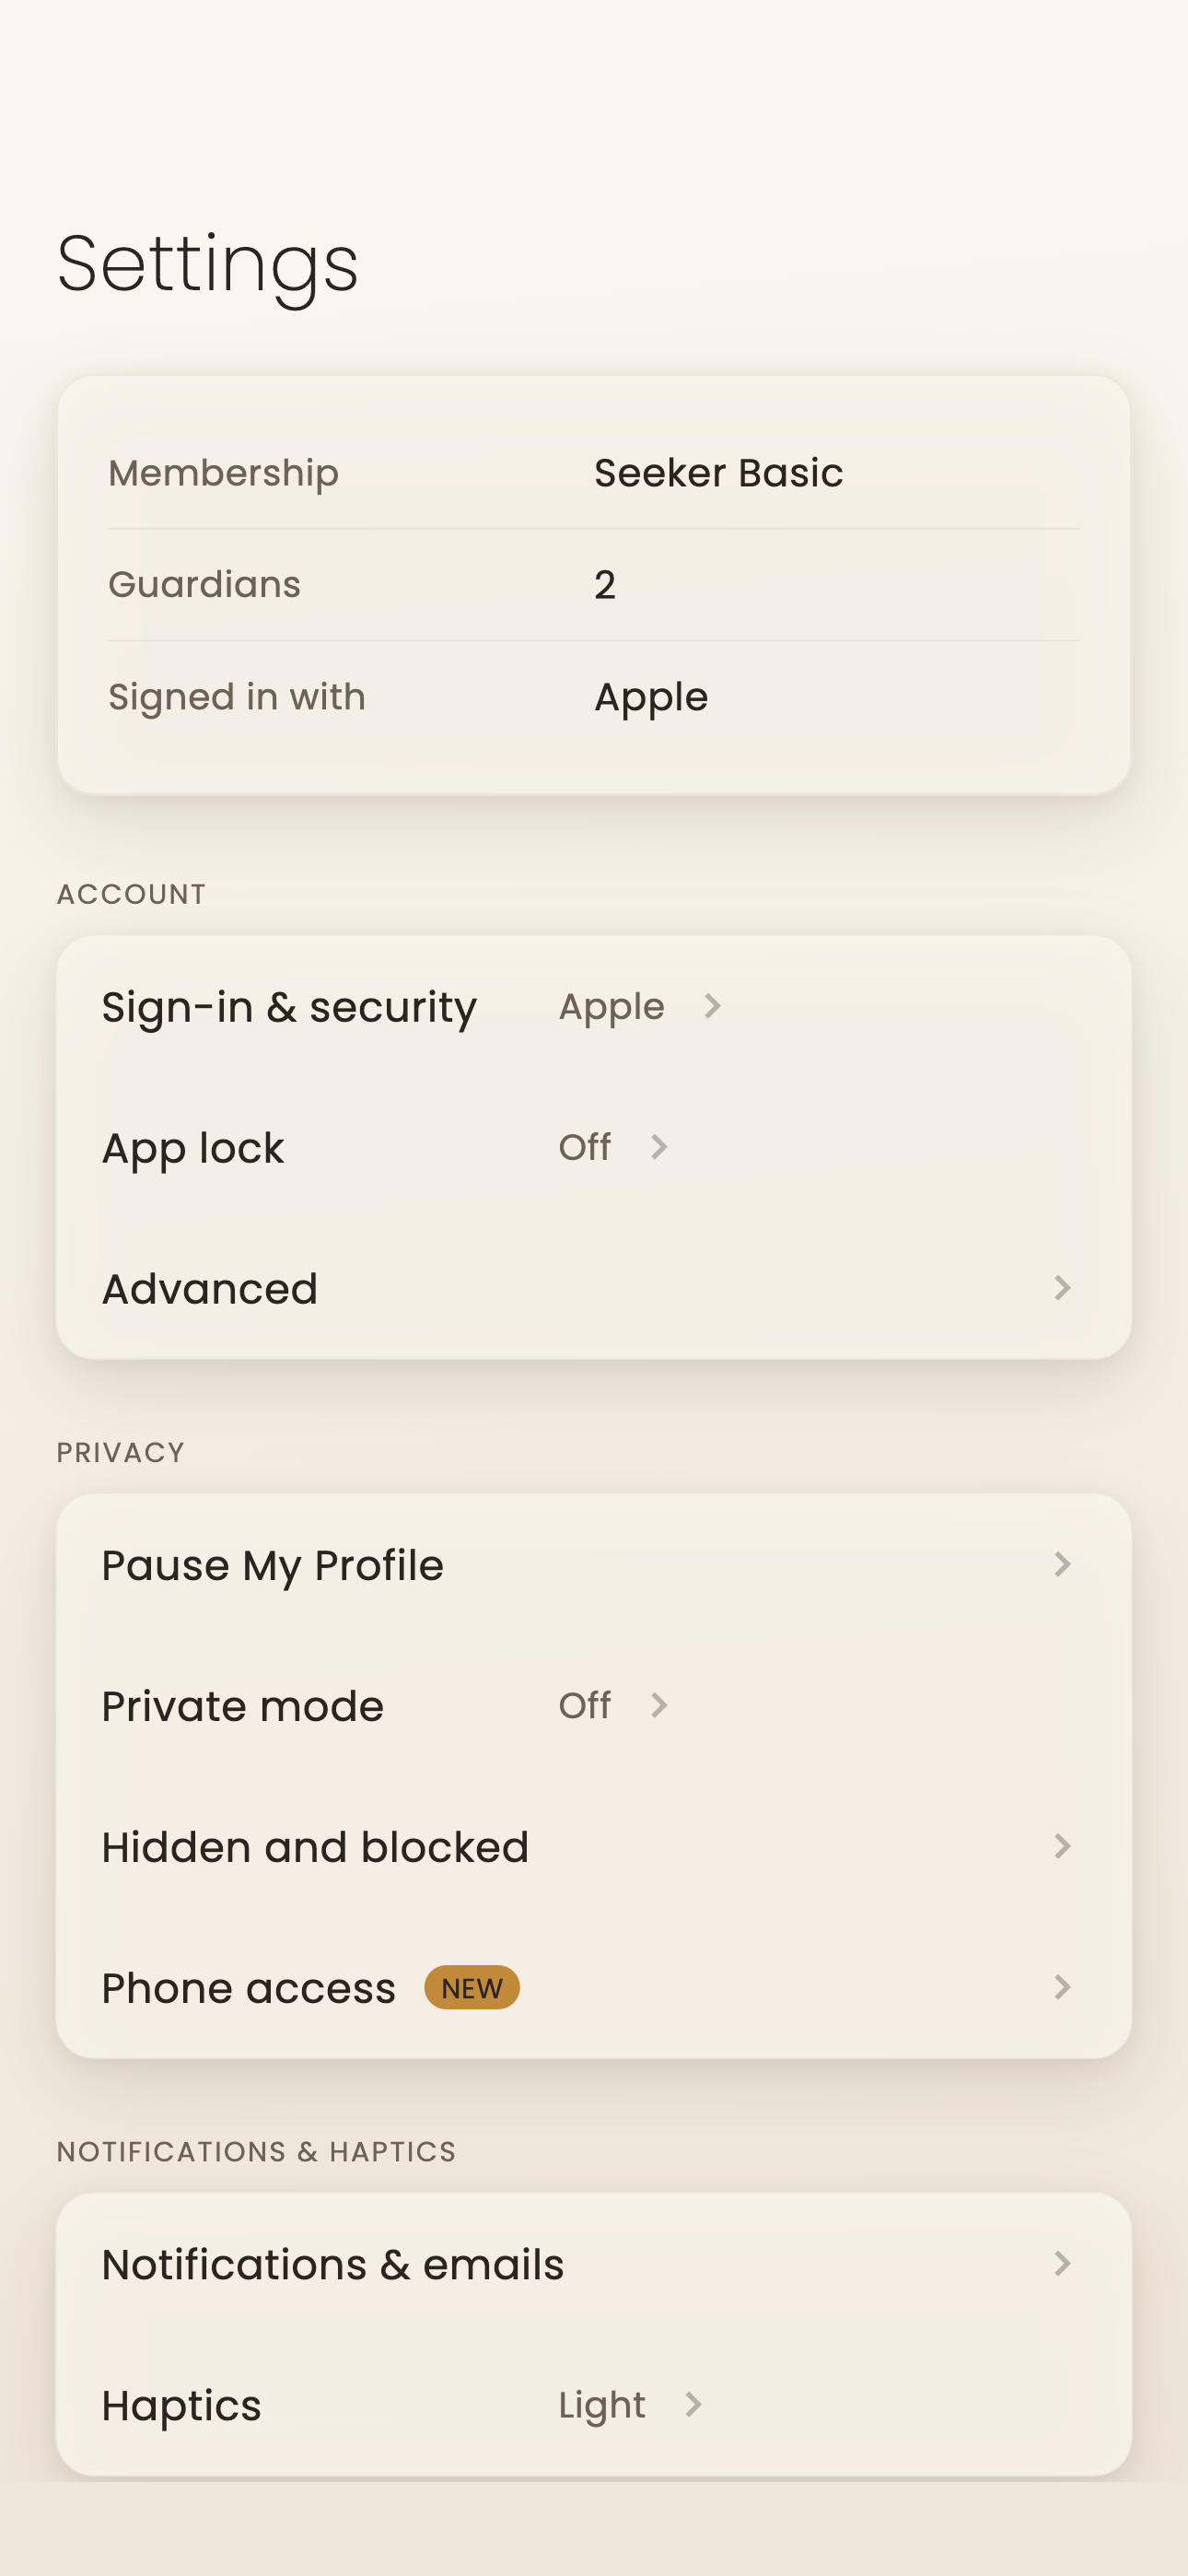 Settings
Membership Seeker Basic
Guardians 2
Signed in with Apple
ACCOUNT
Sign-in & security Apple
App lock Off
Advanced
PRIVACY
Pause My Profile
Private mode Off
Hidden and blocked
Phone access NEW
NOTIFICATIONS & HAPTICS
Notifications & emails
Haptics Light